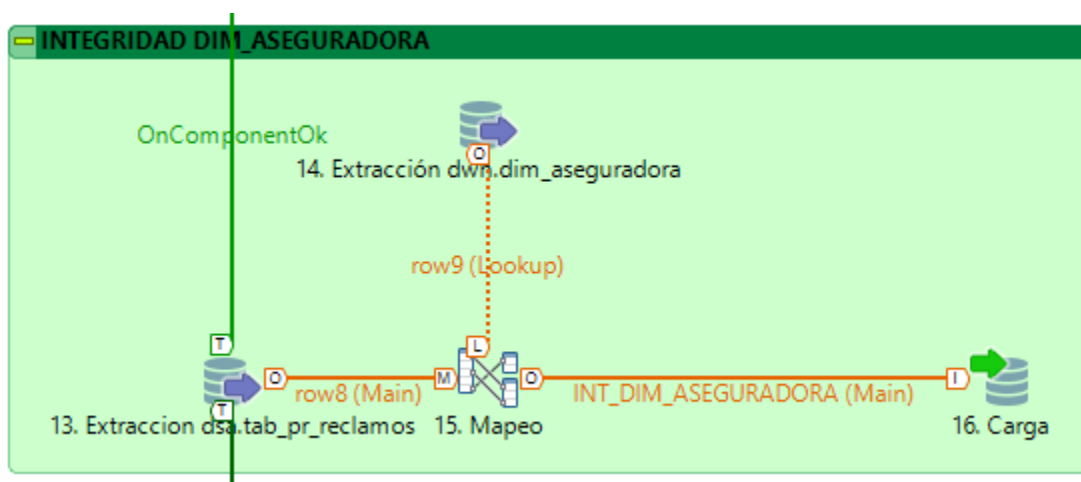 INTEGRIDAD DIM_ASEGURADORA
OnComponentOk
O
14. Extracción dwh.dim_aseguradora
row9 (Lookup)
T
L
O
M
O
I
row8 (Main)
INT_DIM_ASEGURADORA (Main)
T
13. Extraccion dsa.tab_pr_reclamos
15. Mapeo
16. Carga